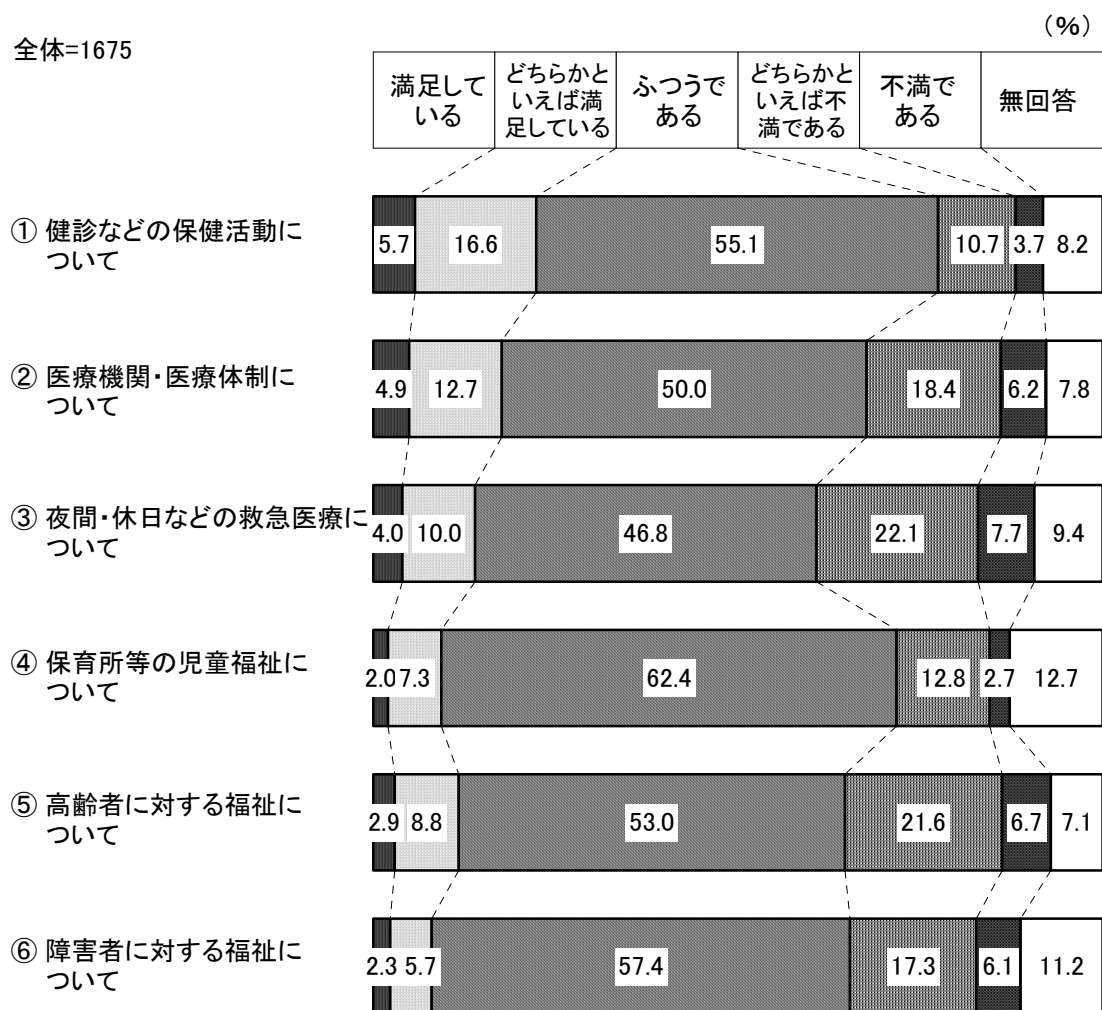 (%)
全体=1675
満足して
いる
どちらかと
いえば満
足している
ふつうで
ある
どちらかと
いえば不
満である
不満で
ある
無回答
① 健診などの保健活動に
ついて
5.7 16.6 55.1 10.7 3.7 8.2
② 医療機関・医療体制に
ついて
4.9 12.7 50.0 18.4 6.2 7.8
③ 夜間・休日などの救急医療に
ついて
4.0 10.0 46.8 22.1 7.7 9.4
④ 保育所等の児童福祉に
ついて
2.0 7.3 62.4 12.8 2.7 12.7
⑤ 高齢者に対する福祉に
ついて
2.9 8.8 53.0 21.6 6.7 7.1
⑥ 障害者に対する福祉に
ついて
2.3 5.7 57.4 17.3 6.1 11.2